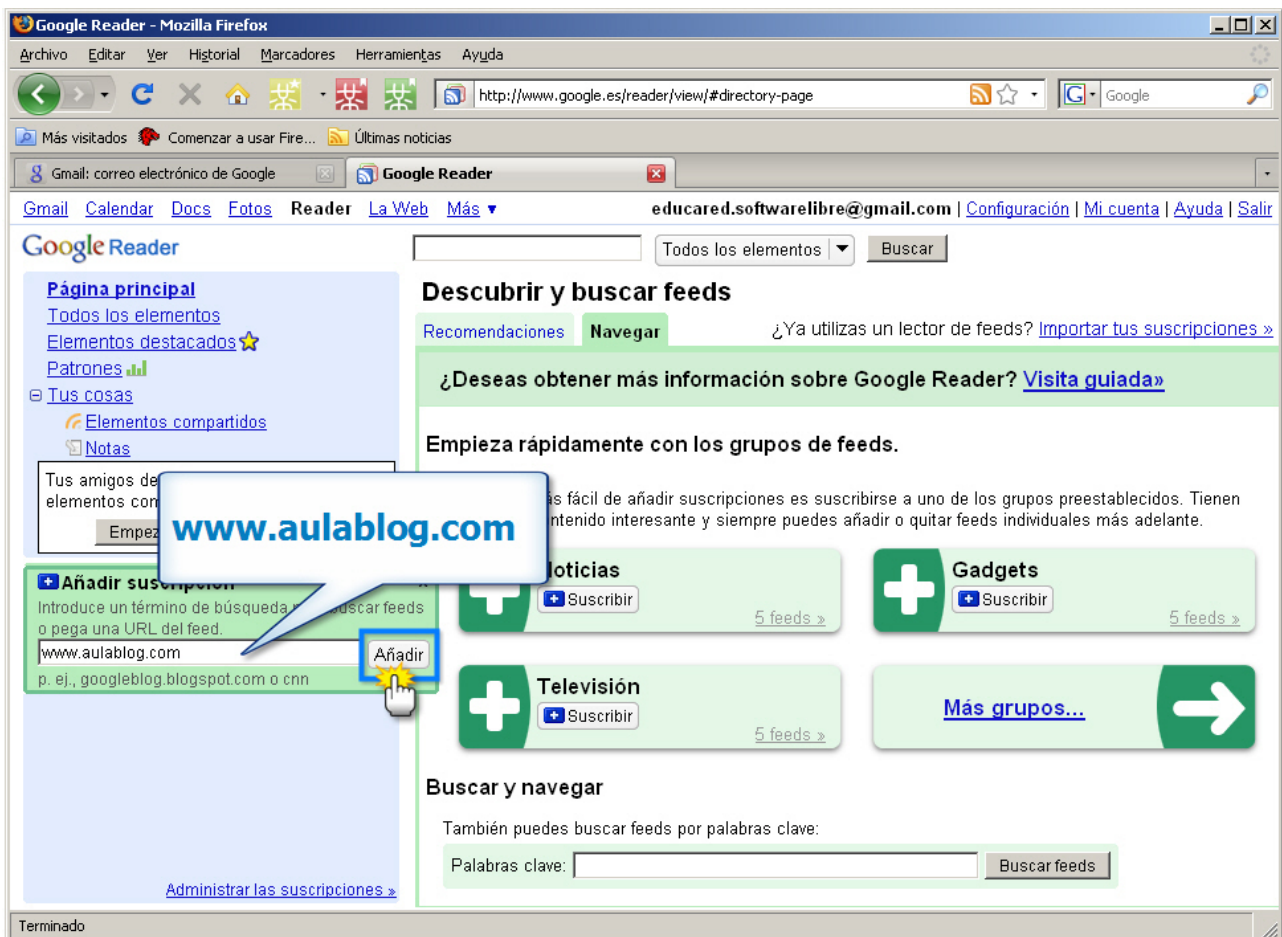 Google Reader - Mozilla Firefox
Archivo Editar Ver Historial Marcadores Herramientas Ayuda
http://www.google.es/reader/view/#directory-page
Google
Más visitados Comenzar a usar Fire... Últimas noticias
Gmail: correo electrónico de Google Google Reader
Gmail Calendar Docs Fotos Reader La Web Más ▼ educared.softwarelibre@gmail.com | Configuración | Mi cuenta | Ayuda | Salir
Google Reader
Todos los elementos
Buscar
Página principal
Todos los elementos
Elementos destacados
Patrones
Tus cosas
Elementos compartidos
Notas
Tus amigos de
elementos con
Empez
www.aulablog.com
Añadir suscripción
Introduce un término de búsqueda buscar feeds
o pega una URL del feed.
www.aulablog.com
Añadir
p. ej., googleblog.blogspot.com o cnn
Administrar las suscripciones »
Descubrir y buscar feeds
Recomendaciones Navegar
¿Ya utilizas un lector de feeds? Importar tus suscripciones »
¿Deseas obtener más información sobre Google Reader? Visita guiada»
Empieza rápidamente con los grupos de feeds.
fácil de añadir suscripciones es suscribirse a uno de los grupos preestablecidos. Tienen
interesante y siempre puedes añadir o quitar feeds individuales más adelante.
Noticias
Suscribir
5 feeds »
Gadgets
Suscribir
5 feeds »
Televisión
Suscribir
5 feeds »
Más grupos...
Buscar y navegar
También puedes buscar feeds por palabras clave:
Palabras clave:
Buscar feeds
Terminado